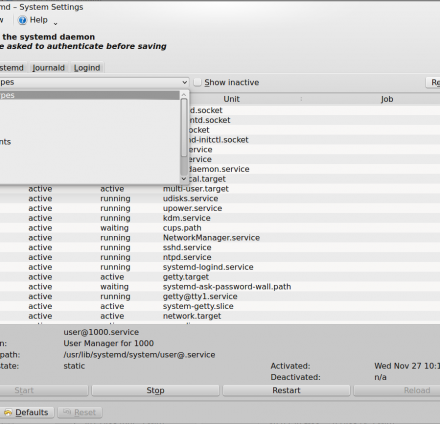 md – System Settings
w Help
the systemd daemon
e asked to authenticate before saving
stemd Journald Logind
pes Show inactive Re
pes Unit Job
d.socket
ntd.socket
ocket
md-initctl.socket
nts ervice
ervice
daemon.service
cal.target
active active multi-user.target
active running udisks.service
active running upower.service
active running kdm.service
active waiting cups.path
active running NetworkManager.service
active running sshd.service
active running ntpd.service
active running systemd-logind.service
active active getty.target
active waiting systemd-ask-password-wall.path
active running getty@tty1.service
active active system-getty.slice
active active network.target
user@1000.service
n: User Manager for 1000
path: /usr/lib/systemd/system/user@.service
state: static Activated: Wed Nov 27 10:1
Deactivated: n/a
Start Stop Restart Reload
Defaults Reset